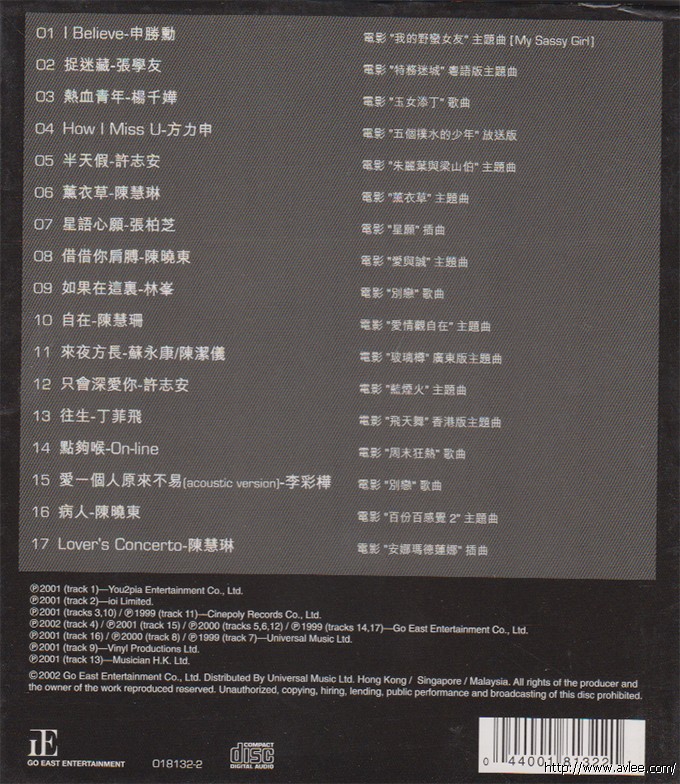 01 I Believe-申勝勳 電影 "我的野蠻女友" 主題曲 [My Sassy Girl]
02 捉迷藏-張學友 電影 "特務迷城" 粵語版主題曲
03 熱血青年-楊千嬅 電影 "玉女添丁" 歌曲
04 How I Miss U-方力申 電影 "五個撲水的少年" 放送版
05 半天假-許志安 電影 "朱麗葉與梁山伯" 主題曲
06 薰衣草-陳慧琳 電影 "薰衣草" 主題曲
07 星語心願-張柏芝 電影 "星願" 插曲
08 借借你肩膊-陳曉東 電影 "愛與誠" 主題曲
09 如果在這裏-林峯 電影 "別戀" 歌曲
10 自在-陳慧珊 電影 "愛情觀自在" 主題曲
11 來夜方長-蘇永康/陳潔儀 電影 "玻璃樽" 廣東版主題曲
12 只會深愛你-許志安 電影 "藍煙火" 主題曲
13 往生-丁菲飛 電影 "飛天舞" 香港版主題曲
14 點夠喉-On-line 電影 "周末狂熱" 歌曲
15 愛一個人原來不易(acoustic version)-李彩樺 電影 "別戀" 歌曲
16 病人-陳曉東 電影 "百份百感覺 2" 主題曲
17 Lover's Concerto-陳慧琳 電影 "安娜瑪德蓮娜" 插曲
℗2001 (track 1)—You2pia Entertainment Co., Ltd.
℗2001 (track 2)—ioi Limited.
℗2001 (tracks 3,10) / ℗1999 (track 11)—Cinepoly Records Co., Ltd.
℗2002 (track 4) / ℗2001 (track 15) / ℗2000 (tracks 5,6,12) / ℗1999 (tracks 14,17)—Go East Entertainment Co., Ltd.
℗2001 (track 16) / ℗2000 (track 8) / ℗1999 (track 7)—Universal Music Ltd.
℗2001 (track 9)—Vinyl Productions Ltd.
℗2001 (track 13)—Musician H.K. Ltd.
©2002 Go East Entertainment Co., Ltd. Distributed By Universal Music Ltd. Hong Kong / Singapore / Malaysia. All rights of the producer and
the owner of the work reproduced reserved. Unauthorized, copying, hiring, lending, public performance and broadcasting of this disc prohibited.
GE
GO EAST ENTERTAINMENT
018132-2
COMPACT
disc
DIGITAL AUDIO
0 44001 81322 1
http://www.avlee.com/